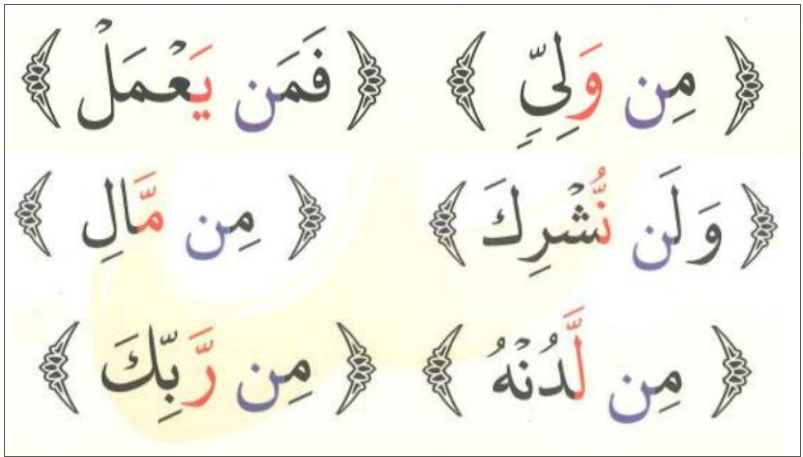 ﴿ مِن وَلِيٍّ ﴾ ﴿ فَمَن يَعْمَلْ ﴾
﴿ وَلَن نُّشْرِكَ ﴾ ﴿ مِن مَّالِ ﴾
﴿ مِن لَّدُنْهُ ﴾ ﴿ مِن رَّبِّكَ ﴾